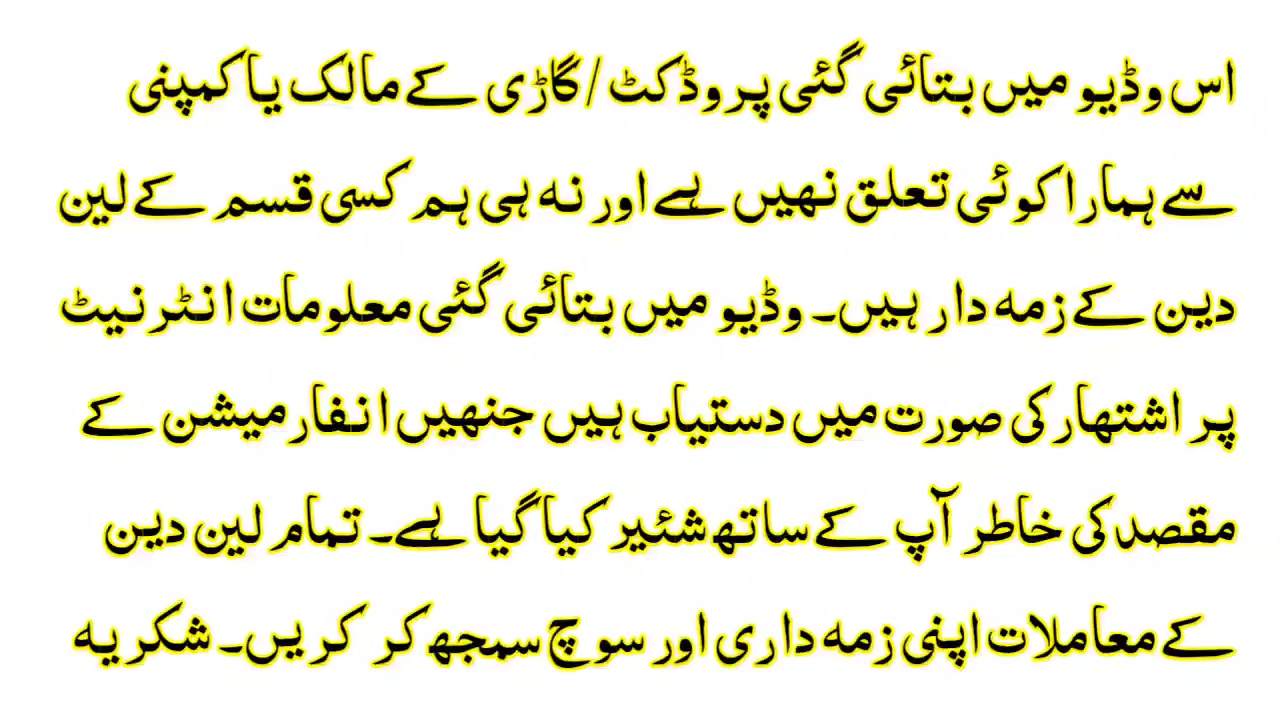 اس وڈیو میں بتائی گئی پروڈکٹ/گاڑی کے مالک یا کمپنی
سے ہمارا کوئی تعلق نہیں ہے اور نہ ہی ہم کسی قسم کے لین
دین کے زمہ دار ہیں۔ وڈیو میں بتائی گئی معلومات انٹرنیٹ
پر اشتہار کی صورت میں دستیاب ہیں جنہیں انفارمیشن کے
مقصد کی خاطر آپ کے ساتھ شئیر کیا گیا ہے۔ تمام لین دین
کے معاملات اپنی زمہ داری اور سوچ سمجھ کر کریں۔ شکریہ